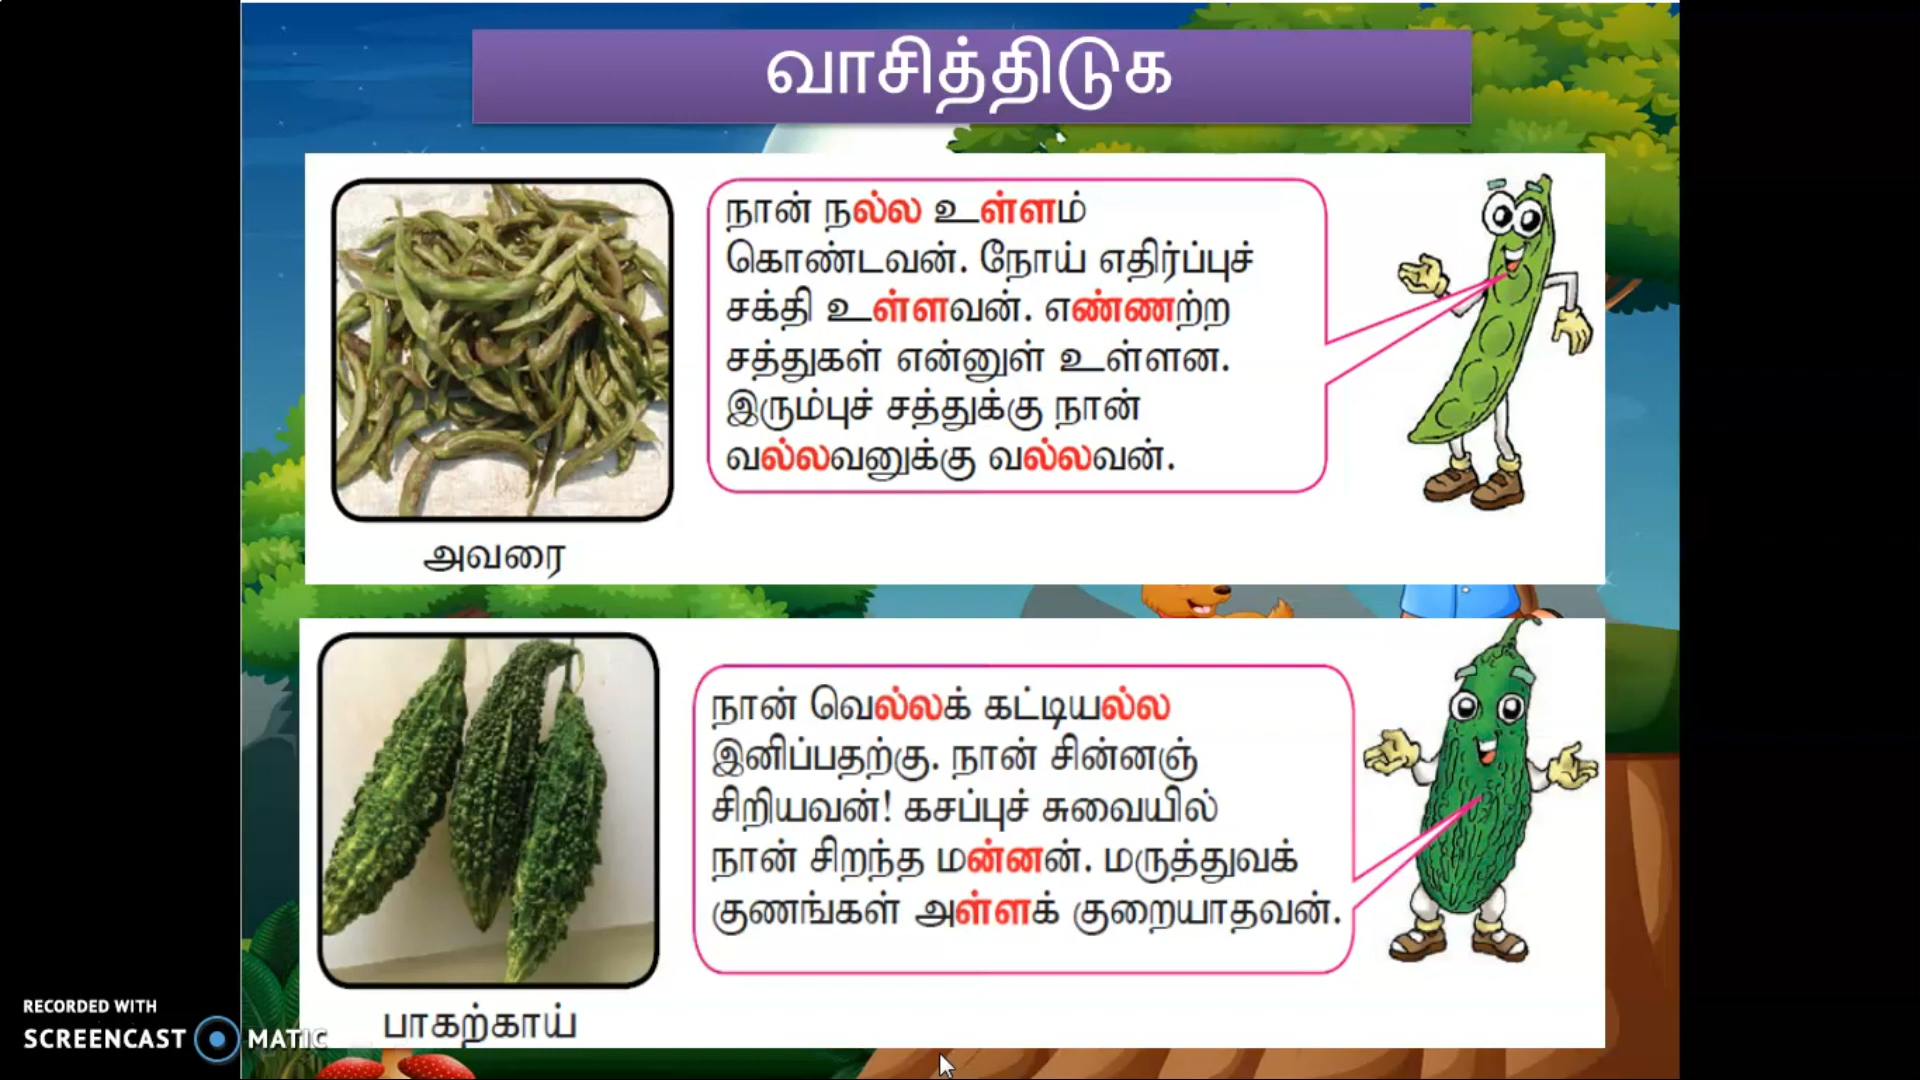 வாசித்திடுக
நான் நல்ல உள்ளம்
கொண்டவன். நோய் எதிர்ப்புச்
சக்தி உள்ளவன். எண்ணற்ற
சத்துகள் என்னுள் உள்ளன.
இரும்புச் சத்துக்கு நான்
வல்லவனுக்கு வல்லவன்.
அவரை
நான் வெல்லக் கட்டியல்ல
இனிப்பதற்கு. நான் சின்னஞ்
சிறியவன்! கசப்புச் சுவையில்
நான் சிறந்த மன்னன். மருத்துவக்
குணங்கள் அள்ளக் குறையாதவன்.
பாகற்காய்
RECORDED WITH
SCREENCAST MATIC